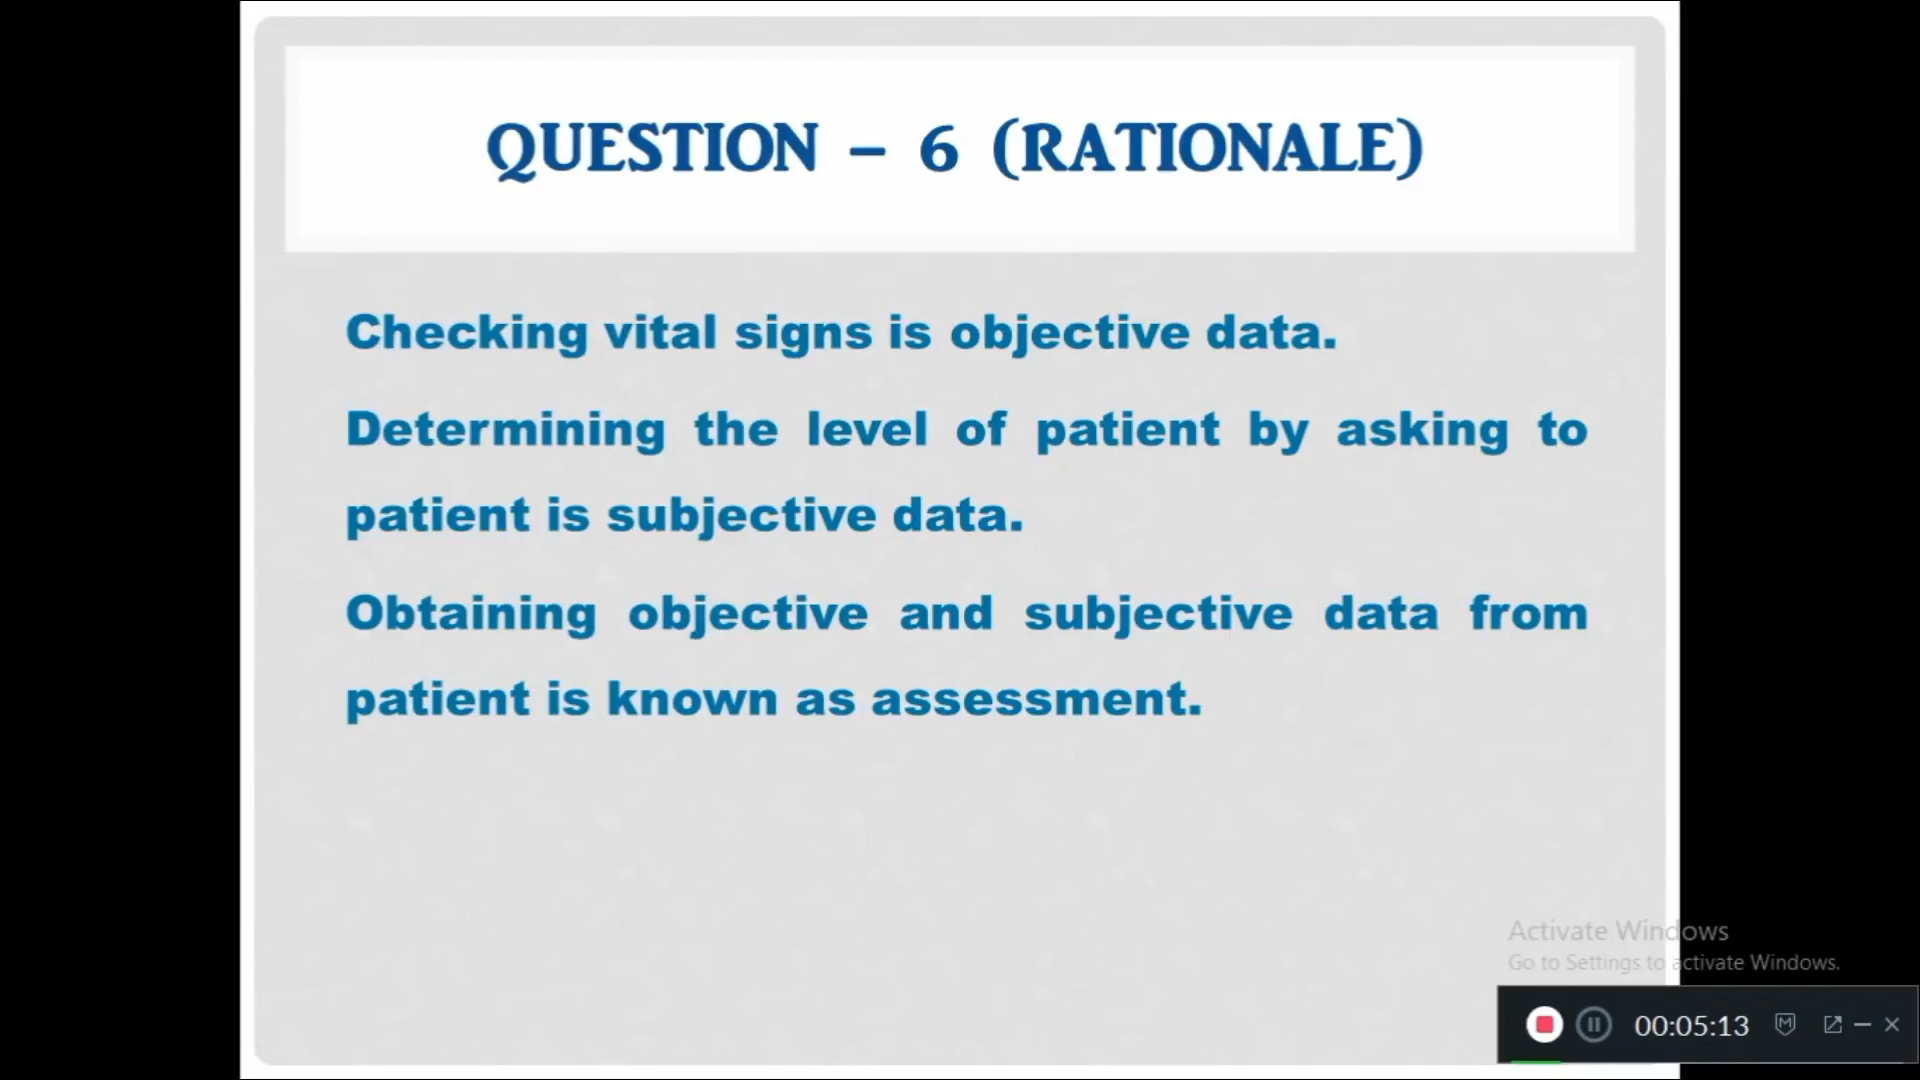 QUESTION – 6 (RATIONALE)
Checking vital signs is objective data.
Determining the level of patient by asking to
patient is subjective data.
Obtaining objective and subjective data from
patient is known as assessment.
Activate Windows
Go to Settings to activate Windows.
00:05:13